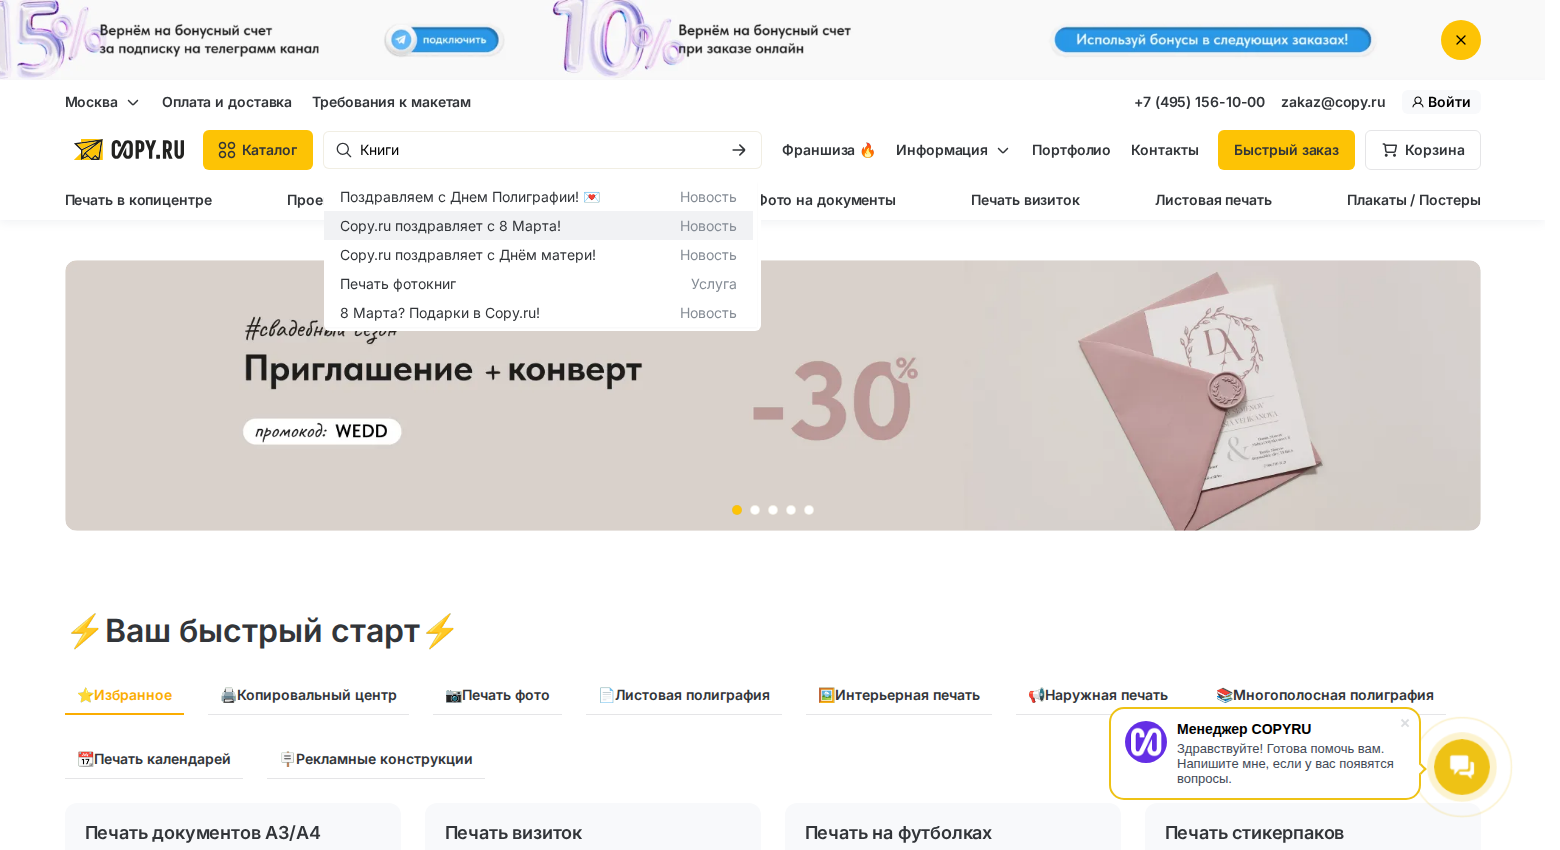 15%
Вернём на бонусный счет
за подписку на телеграмм канал
подключить
10%
Вернём на бонусный счет
при заказе онлайн
Используй бонусы в следующих заказах!
Москва Оплата и доставка Требования к макетам +7 (495) 156-10-00 zakaz@copy.ru Войти
COPY.RU Каталог Книги Франшиза 🔥 Информация Портфолио Контакты Быстрый заказ Корзина
Печать в копицентре Прое Фото на документы Печать визиток Листовая печать Плакаты / Постеры
Поздравляем с Днем Полиграфии! 💌 Новость
Copy.ru поздравляет с 8 Марта! Новость
Copy.ru поздравляет с Днём матери! Новость
Печать фотокниг Услуга
8 Марта? Подарки в Copy.ru! Новость
#свадебный сезон
Приглашение + конверт
-30%
промокод: WEDD
⚡Ваш быстрый старт⚡
⭐Избранное 🖨️Копировальный центр 📷Печать фото 📄Листовая полиграфия 🖼️Интерьерная печать 📢Наружная печать 📚Многополосная полиграфия
📆Печать календарей 🪧Рекламные конструкции
Менеджер COPYRU
Здравствуйте! Готова помочь вам.
Напишите мне, если у вас появятся
вопросы.
Печать документов А3/А4 Печать визиток Печать на футболках Печать стикерпаков